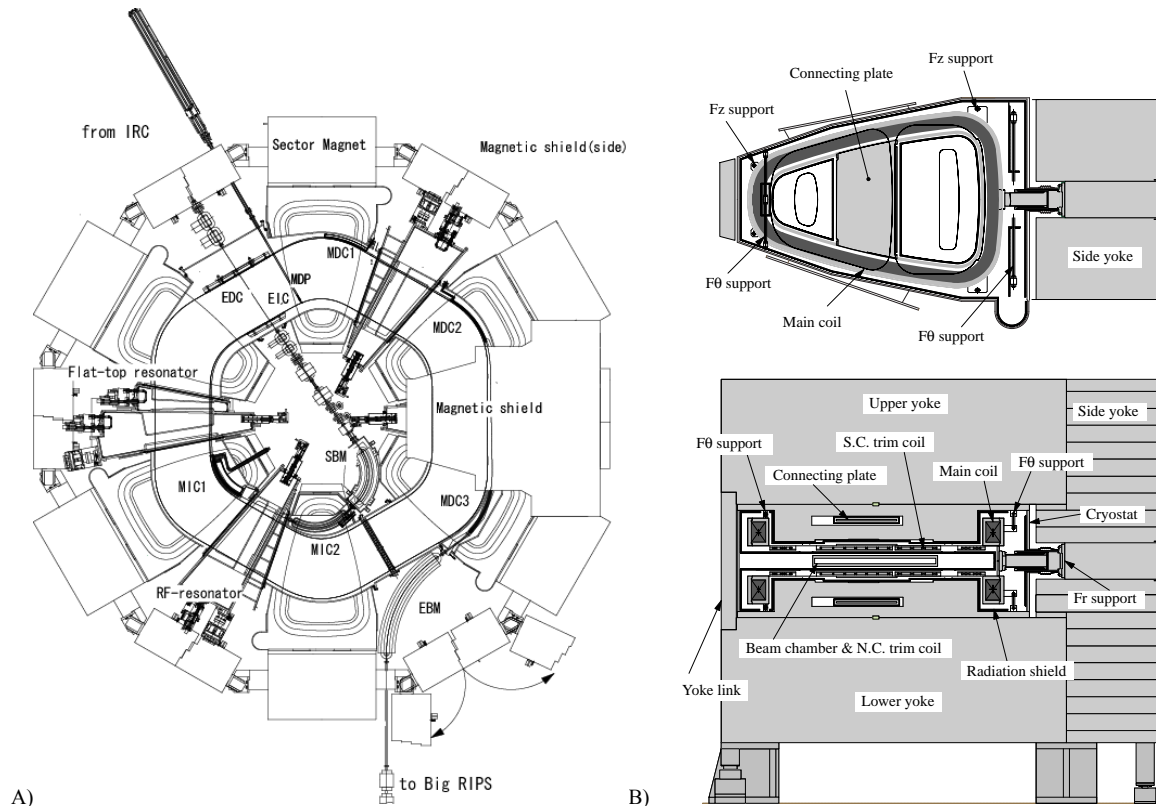 from IRC
Sector Magnet
Magnetic shield(side)
MDC1
MDP
EDC
EIC
MDC2
Flat-top resonator
Magnetic shield
SBM
MIC1
MDC3
MIC2
RF-resonator
EBM
to Big RIPS
A)
Fz support
Connecting plate
Fz support
Side yoke
Fθ support
Main coil
Fθ support
Upper yoke
Side yoke
S.C. trim coil
Fθ support
Main coil
Fθ support
Connecting plate
Cryostat
Fr support
Beam chamber & N.C. trim coil
Radiation shield
Yoke link
Lower yoke
B)